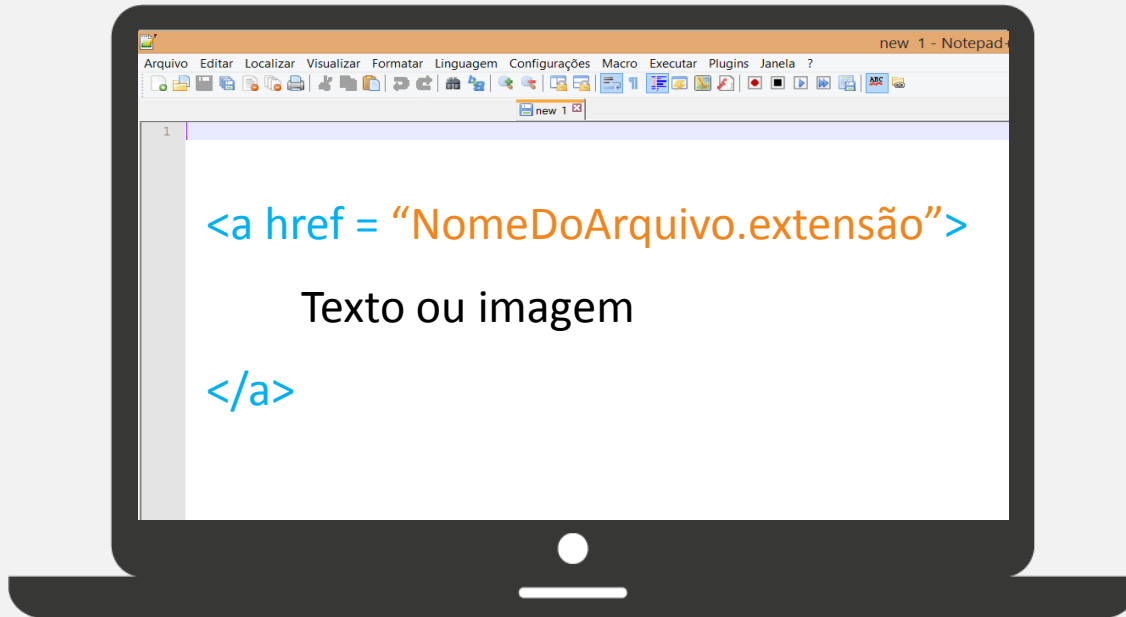 new 1 - Notepad+
Arquivo Editar Localizar Visualizar Formatar Linguagem Configurações Macro Executar Plugins Janela ?
ABC
new 1
1
<a href = “NomeDoArquivo.extensão”>
Texto ou imagem
</a>